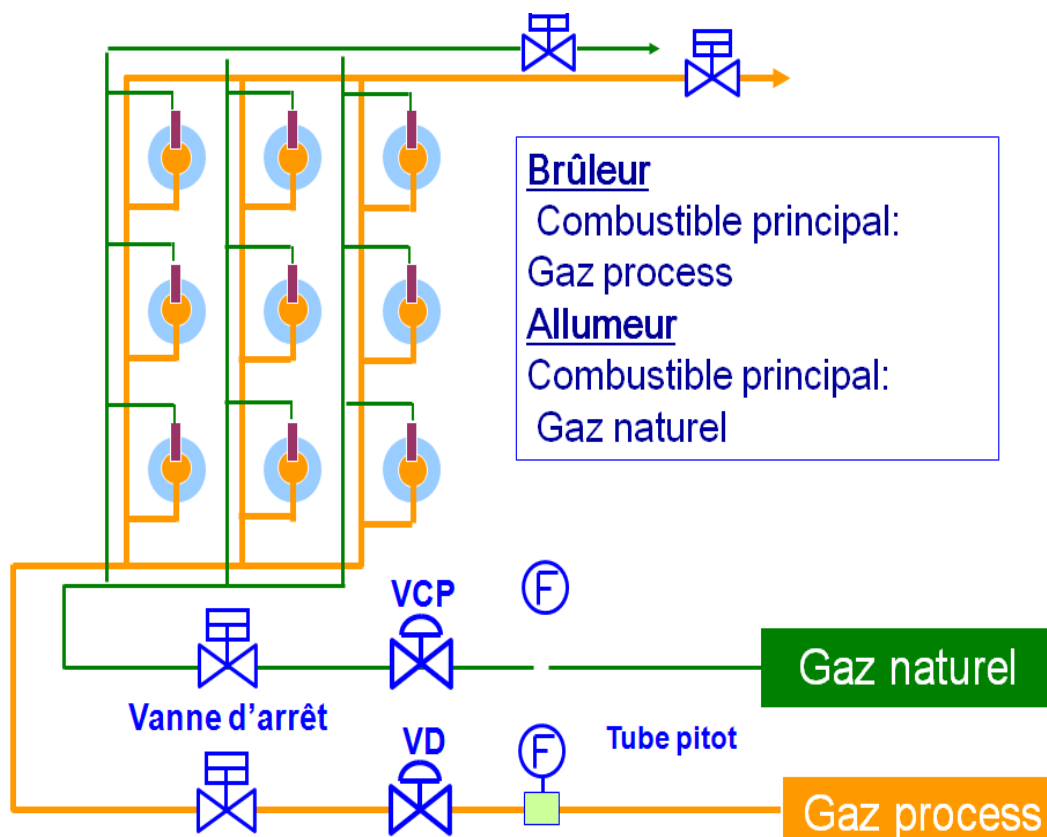 Brûleur
Combustible principal:
Gaz process
Allumeur
Combustible principal:
Gaz naturel
VCP
F
Gaz naturel
Vanne d'arrêt
VD
F
Tube pitot
Gaz process